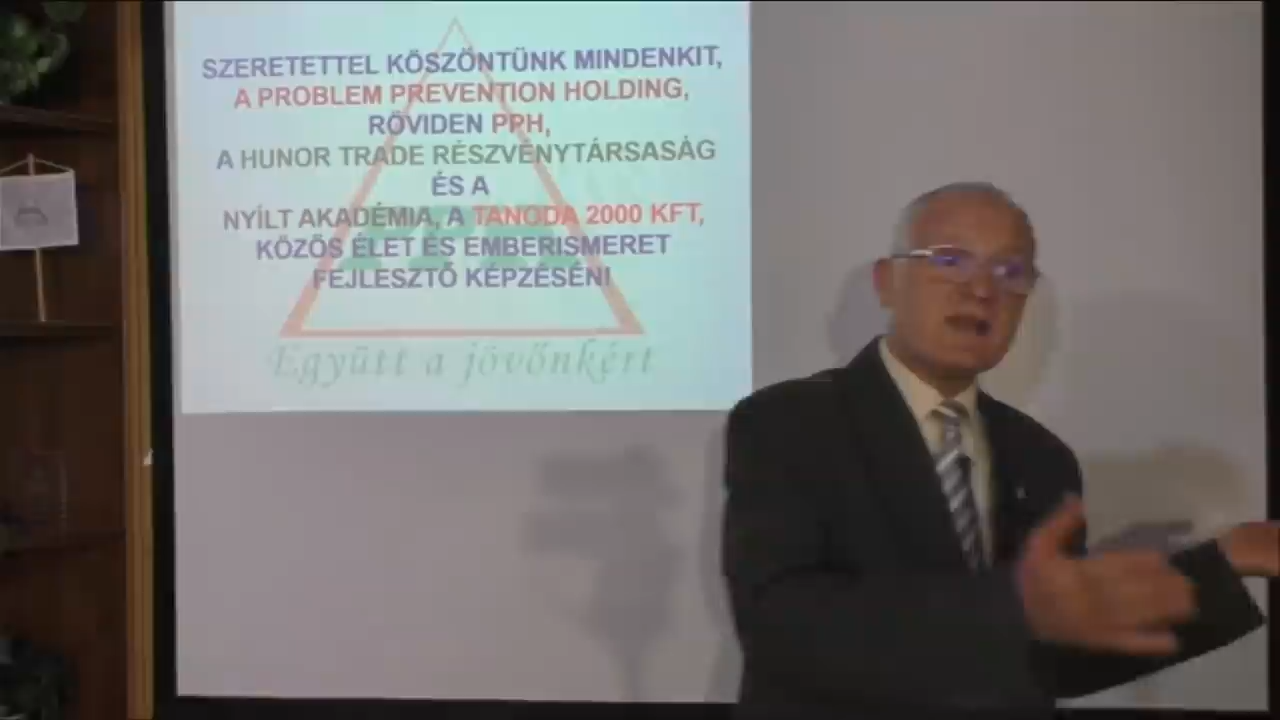 SZERETETTEL KÖSZÖNTÜNK MINDENKIT,
A PROBLEM PREVENTION HOLDING,
RÖVIDEN PPH,
A HUNOR TRADE RÉSZVÉNYTÁRSASÁG
ÉS A
NYÍLT AKADÉMIA, A TANODA 2000 KFT,
KÖZÖS ÉLET ÉS EMBERISMERET
FEJLESZTŐ KÉPZÉSÉN!
Együtt a jövőnkért